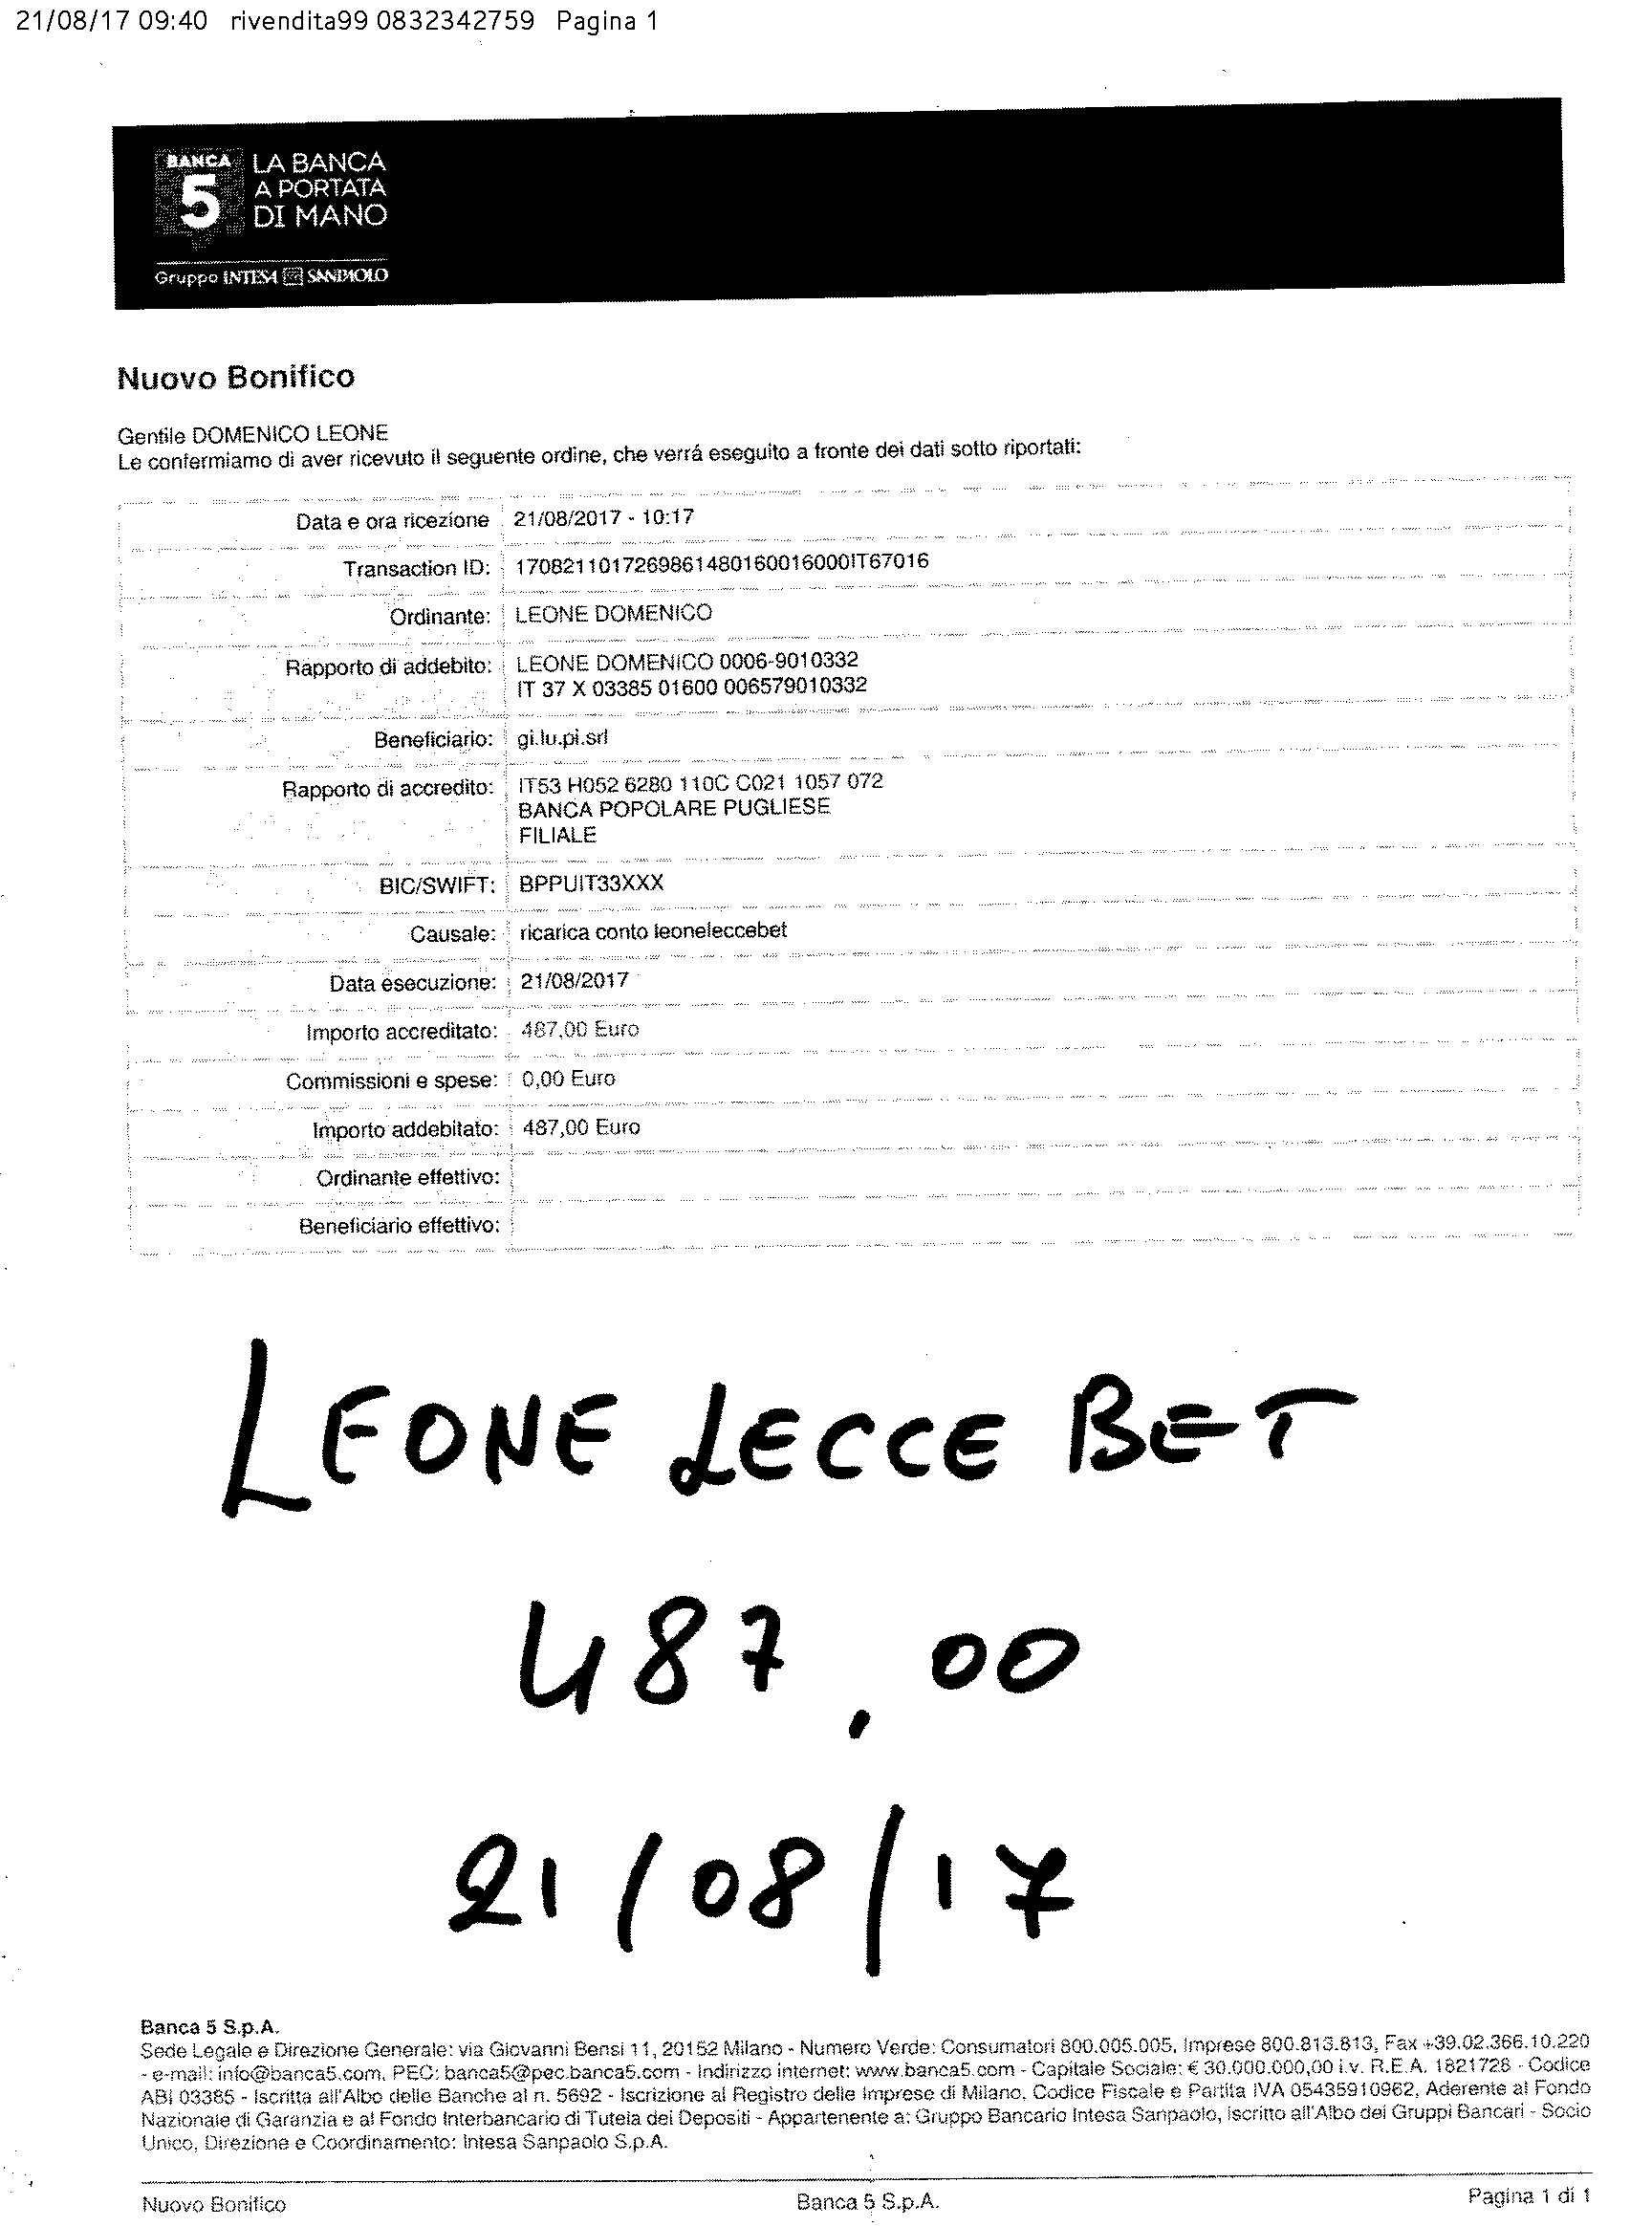 21/08/17 09:40 rivendita99 0832342759 Pagina 1
BANCA 5
LA BANCA
A PORTATA
DI MANO
Gruppo INTESA SANPAOLO
Nuovo Bonifico
Gentile DOMENICO LEONE
Le confermiamo di aver ricevuto il seguente ordine, che verrá eseguito a fronte dei dati sotto riportati:
Data e ora ricezione 21/08/2017 - 10:17
Transaction ID: 1708211017269861480160016000IT67016
Ordinante: LEONE DOMENICO
Rapporto di addebito: LEONE DOMENICO 0006-9010332
IT 37 X 03385 01600 006579010332
Beneficiario: gi.lu.pi.srl
Rapporto di accredito: IT53 H052 6280 110C C021 1057 072
BANCA POPOLARE PUGLIESE
FILIALE
BIC/SWIFT: BPPUIT33XXX
Causale: ricarica conto leoneleccebet
Data esecuzione: 21/08/2017
Importo accreditato: 487,00 Euro
Commissioni e spese: 0,00 Euro
Importo addebitato: 487,00 Euro
Ordinante effettivo:
Beneficiario effettivo:
LEONE LECCE BET
487,00
21/08/17
Banca 5 S.p.A.
Sede Legale e Direzione Generale: via Giovanni Bensi 11, 20152 Milano - Numero Verde: Consumatori 800.005.005, Imprese 800.813.813, Fax +39.02.366.10.220
- e-mail: info@banca5.com, PEC: banca5@pec.banca5.com - Indirizzo internet: www.banca5.com - Capitale Sociale: € 30.000.000,00 i.v. R.E.A. 1821728 - Codice
ABI 03385 - Iscritta all'Albo delle Banche al n. 5692 - Iscrizione al Registro delle Imprese di Milano, Codice Fiscale e Partita IVA 05435910962, Aderente al Fondo
Nazionale di Garanzia e al Fondo Interbancario di Tutela dei Depositi - Appartenente a: Gruppo Bancario Intesa Sanpaolo, iscritto all'Albo dei Gruppi Bancari - Socio
Unico, Direzione e Coordinamento: Intesa Sanpaolo S.p.A.
Nuovo Bonifico Banca 5 S.p.A. Pagina 1 di 1